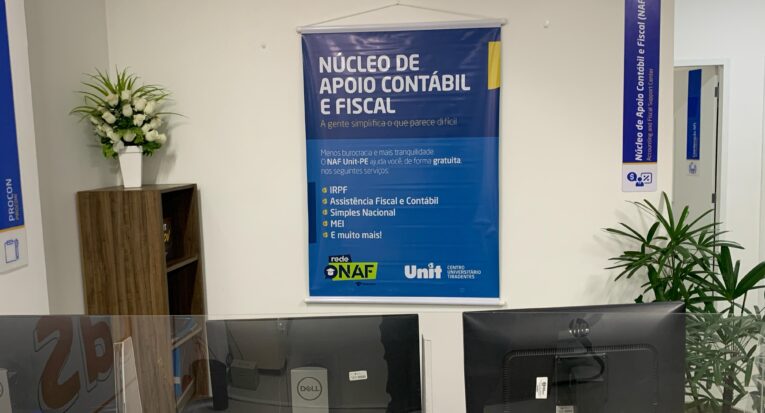 NÚCLEO DE
APOIO CONTÁBIL
E FISCAL
A gente simplifica o que parece difícil
Menos burocracia e mais tranquilidade.
O NAF Unit-PE ajuda você, de forma gratuita,
nos seguintes serviços:
IRPF
Assistência Fiscal e Contábil
Simples Nacional
MEI
E muito mais!
rede
NAF
Unit
CENTRO
UNIVERSITÁRIO
TIRADENTES
Núcleo de Apoio Contábil e Fiscal (NAF)
Accounting and Fiscal Support Center
PROCON
PROCON
DELL